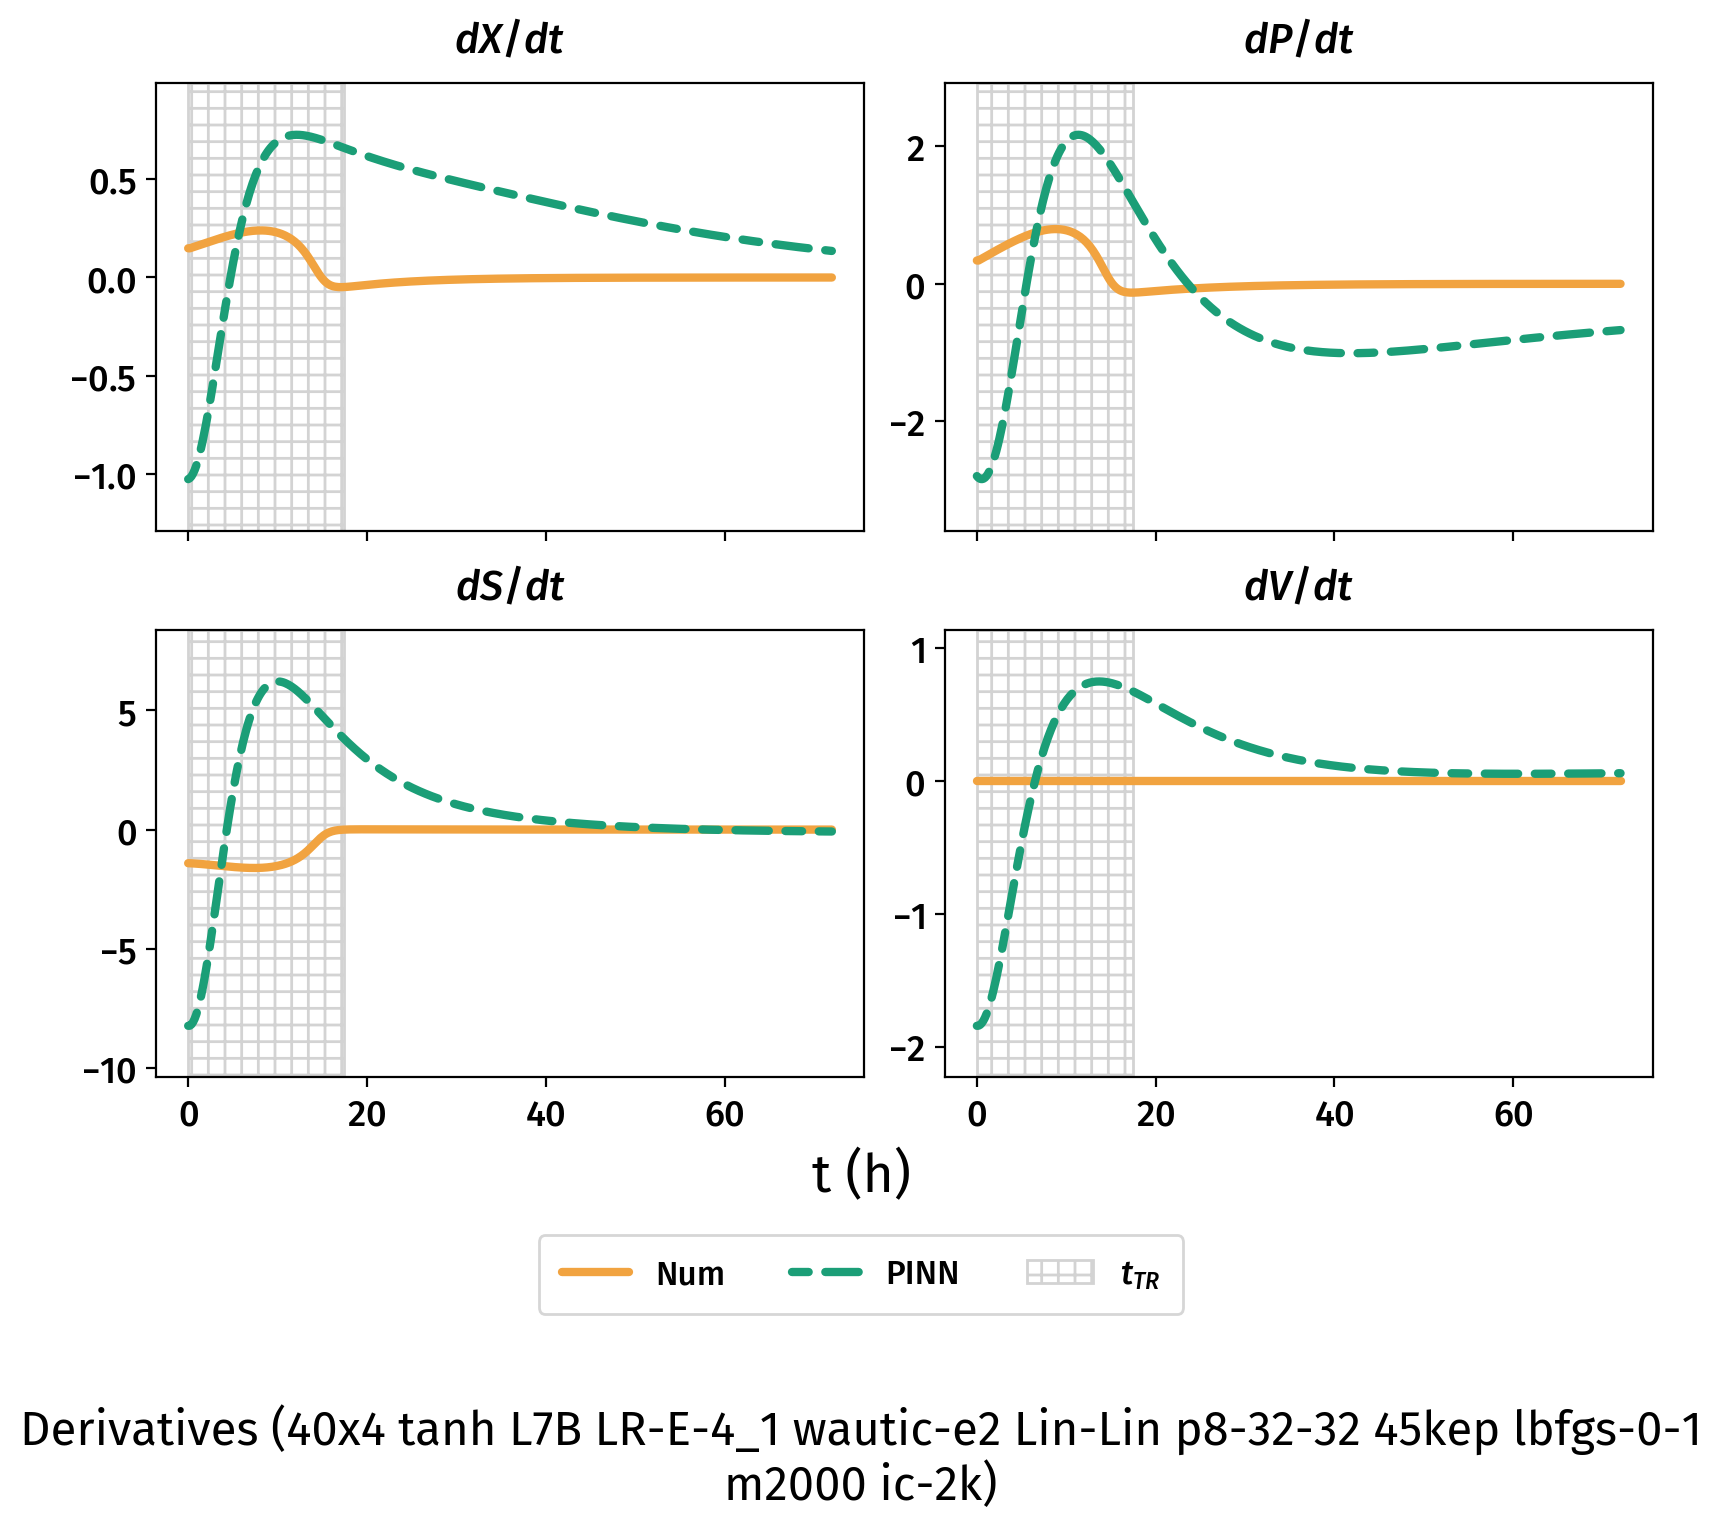 dX/dt
dP/dt
0.5
0.0
−0.5
−1.0
2
0
−2
dS/dt
dV/dt
5
0
−5
−10
1
0
−1
−2
0 20 40 60
0 20 40 60
t (h)
Num PINN tTR
Derivatives (40x4 tanh L7B LR-E-4_1 wautic-e2 Lin-Lin p8-32-32 45kep lbfgs-0-1
m2000 ic-2k)